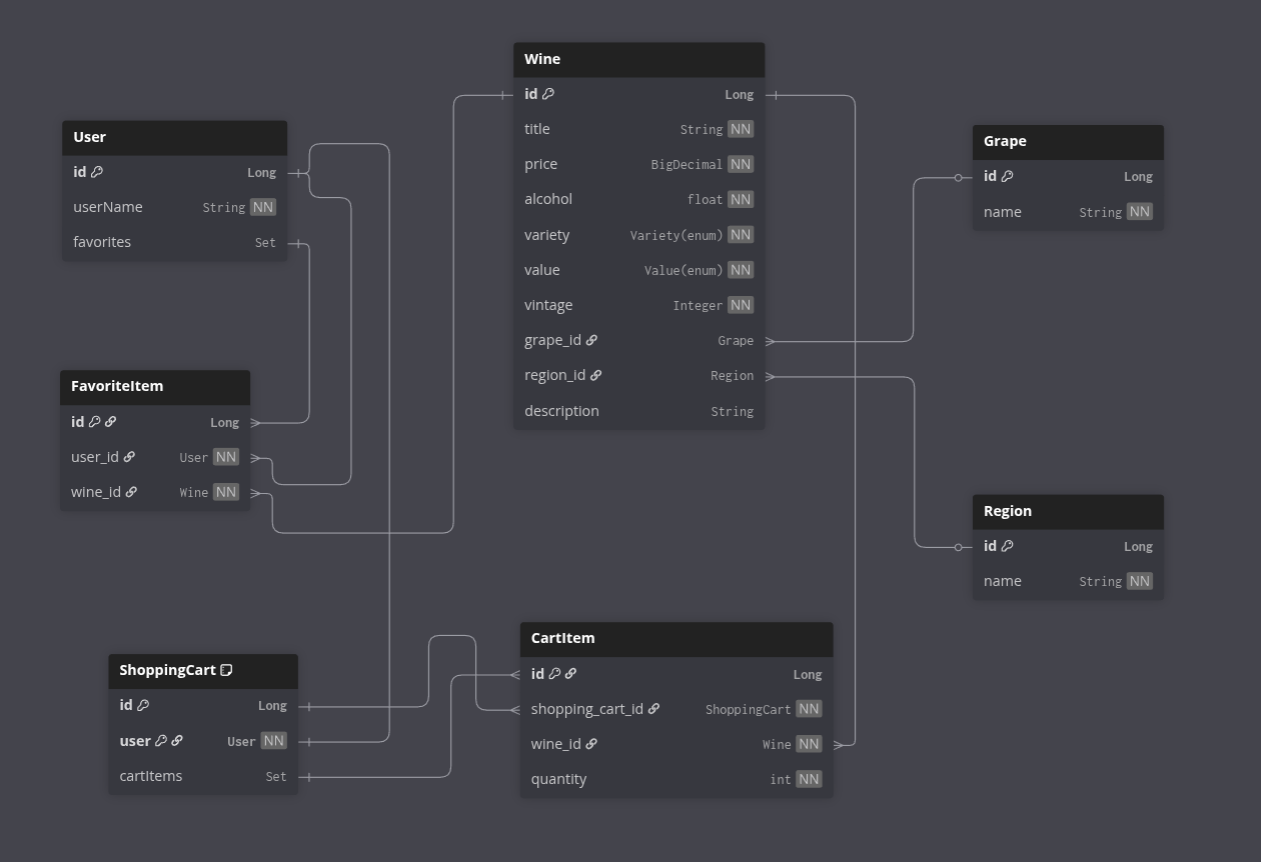 User
id Long
userName String NN
favorites Set
FavoriteItem
id Long
user_id User NN
wine_id Wine NN
ShoppingCart
id Long
user User NN
cartItems Set
Wine
id Long
title String NN
price BigDecimal NN
alcohol float NN
variety Variety(enum) NN
value Value(enum) NN
vintage Integer NN
grape_id Grape
region_id Region
description String
CartItem
id Long
shopping_cart_id ShoppingCart NN
wine_id Wine NN
quantity int NN
Grape
id Long
name String NN
Region
id Long
name String NN